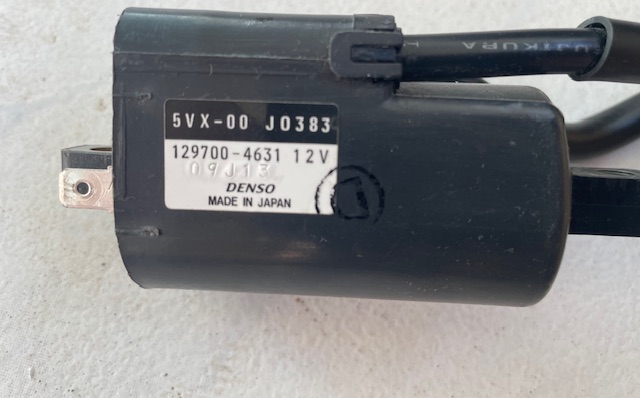 UJIKURA
5VX-00 J0383
129700-4631 12V
09J13
DENSO
MADE IN JAPAN